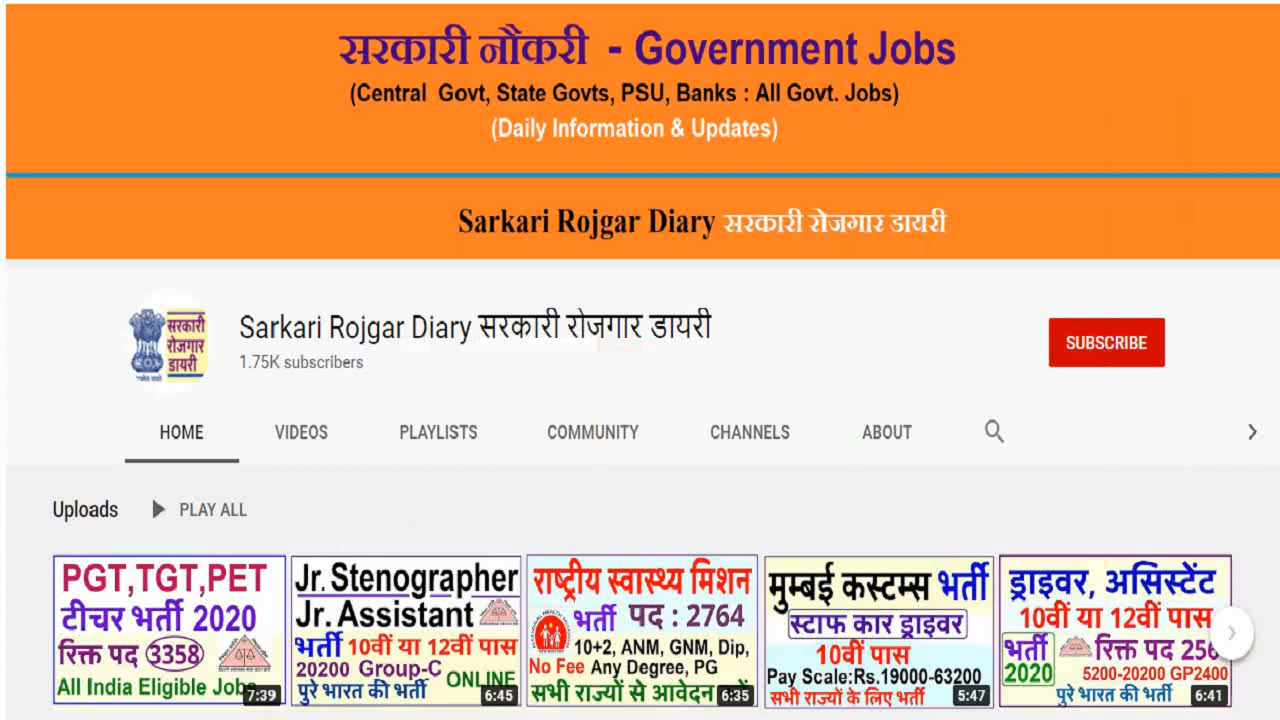 सरकारी नौकरी - Government Jobs
(Central Govt, State Govts, PSU, Banks : All Govt. Jobs)
(Daily Information & Updates)
Sarkari Rojgar Diary सरकारी रोजगार डायरी
सरकारी
रोजगार
डायरी
Sarkari Rojgar Diary सरकारी रोजगार डायरी
1.75K subscribers
SUBSCRIBE
HOME VIDEOS PLAYLISTS COMMUNITY CHANNELS ABOUT
Uploads PLAY ALL
PGT,TGT,PET
टीचर भर्ती 2020
रिक्त पद 3358
All India Eligible
7:39
Jr. Stenographer
Jr. Assistant
भर्ती 10वीं या 12वीं पास
20200 Group-C ONLINE
पुरे भारत की भर्ती 6:45
राष्ट्रीय स्वास्थ्य मिशन
भर्ती पद : 2764
10+2, ANM, GNM, Dip,
No Fee Any Degree, PG
सभी राज्यों से आवेदन 6:35
मुम्बई कस्टम्स भर्ती
स्टाफ कार ड्राइवर
10वीं पास
Pay Scale:Rs.19000-63200
सभी राज्यों के लिए भर्ती 5:47
ड्राइवर, असिस्टेंट
10वीं या 12वीं पास
भर्ती रिक्त पद 256
2020 5200-20200 GP2400
पुरे भारत की भर्ती 6:41